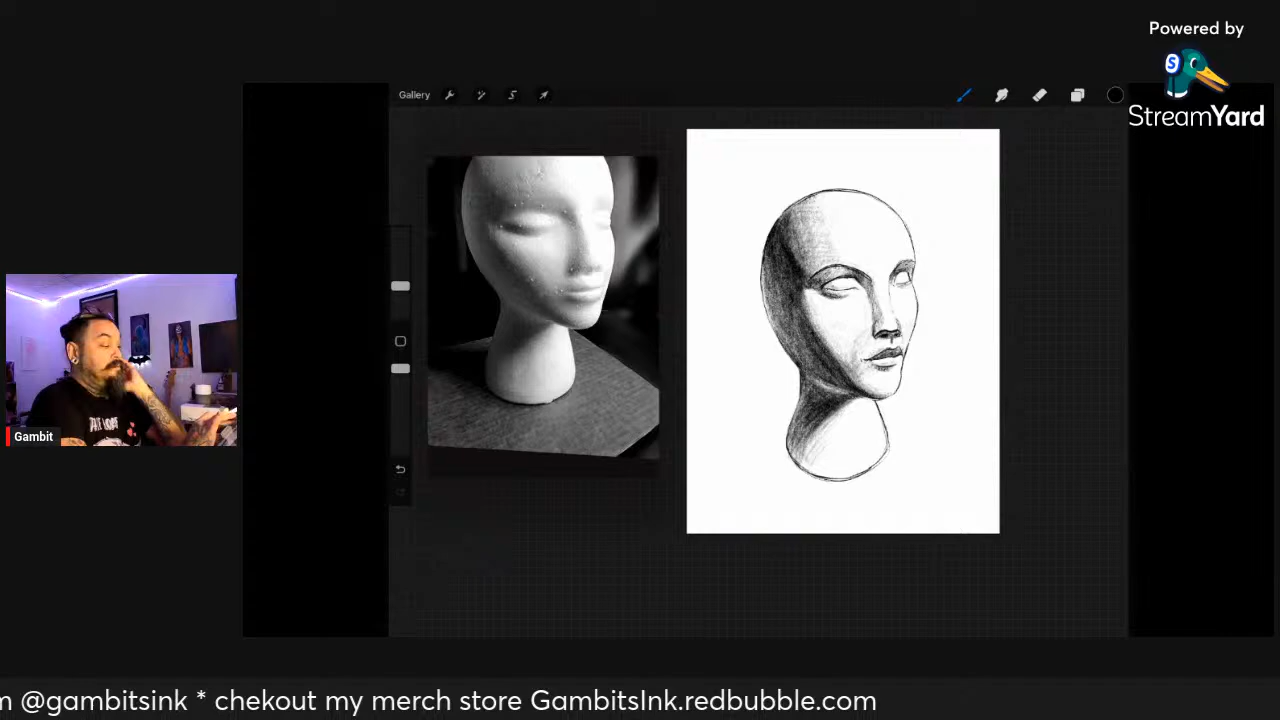 Powered by
StreamYard
Gallery
Gambit
@gambitsink * chekout my merch store GambitsInk.redbubble.com